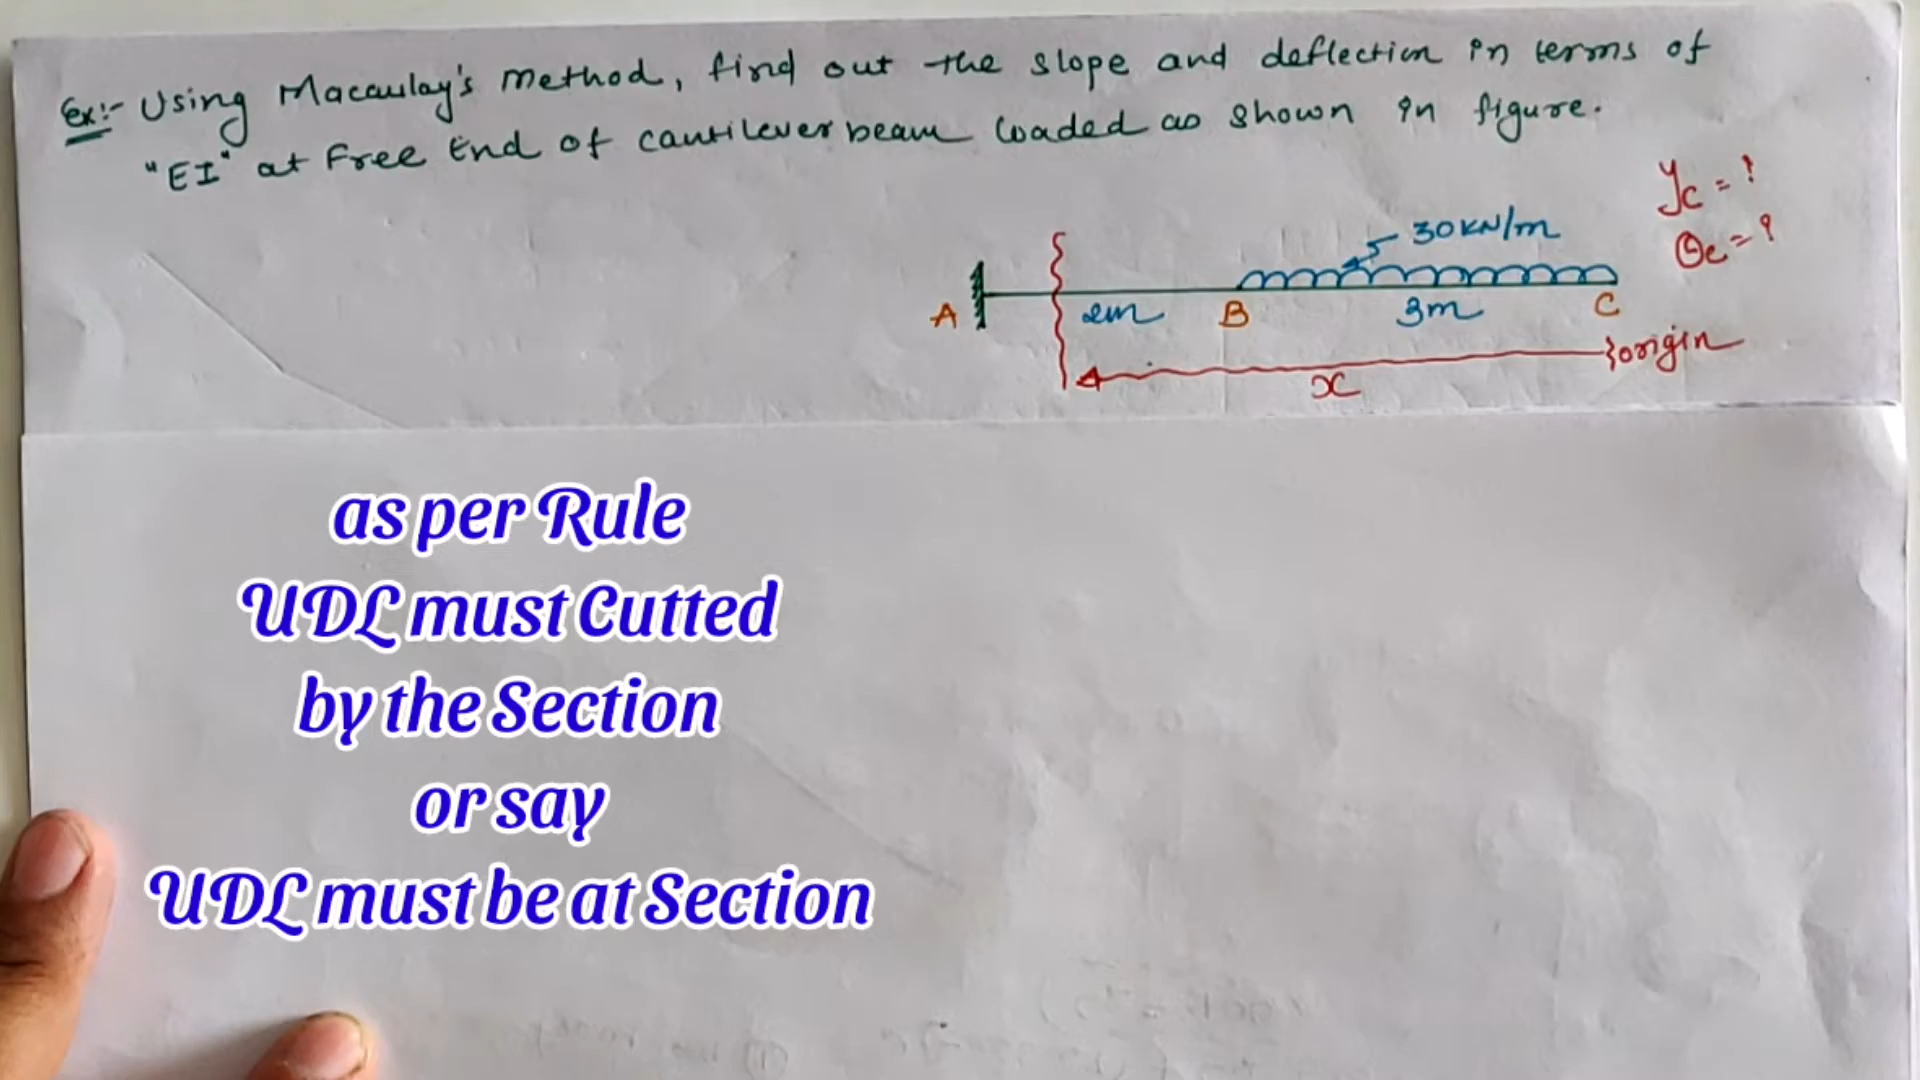 Ex:- Using Macaulay's Method, find out the slope and deflection in terms of
"EI" at Free End of cantilever beam loaded as shown in figure.
yc = ?
θc = ?
30 kN/m
A
2m
B
3m
C
origin
x
as per Rule
UDL must Cutted
by the Section
or say
UDL must be at Section